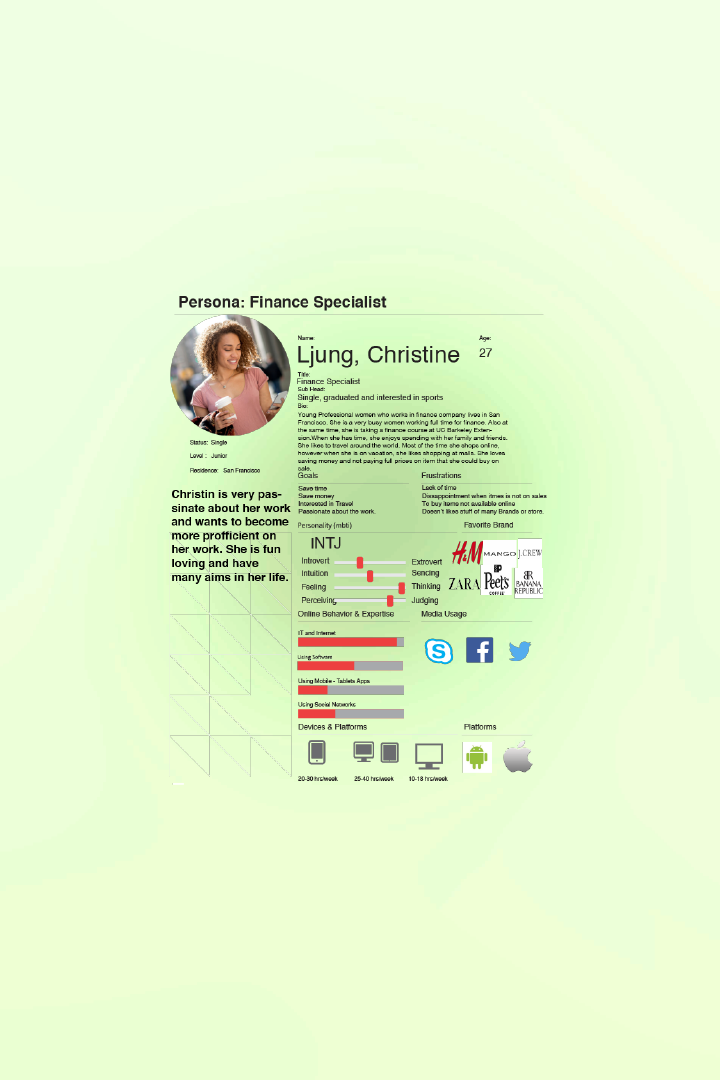 Persona: Finance Specialist
Name:
Age:
Ljung, Christine
27
Title:
Finance Specialist
Sub Head:
Single, graduated and interested in sports
Bio:
Young Professional women who works in finance company lives in San
Francisco. She is a very busy women working full time for finance. Also at
the same time, she is taking a finance course at UC Barkeley Exten-
sion.When she has time, she enjoys spending with her family and friends.
She likes to travel around the world. Most of the time she shops online,
however when she is on vacation, she likes shopping at malls. She loves
saving money and not paying full prices on item that she could buy on
sale.
Status: Single
Level : Junior
Residence: San Francisco
Christin is very pas-
sinate about her work
and wants to become
more profficient on
her work. She is fun
loving and have
many aims in her life.
Goals
Save time
Save money
Interested in Travel
Passionate about the work.
Frustrations
Lack of time
Dissappointment when itmes is not on sales
To buy items not available online
Doesn't likes stuff of many Brands or store.
Personality (mbti)
INTJ
Introvert
Extrovert
Intuition
Sencing
Feeling
Thinking
Perceiving
Judging
Favorite Brand
H&M
MANGO
J.CREW
ZARA
Peet's
COFFEE
BR
BANANA
REPUBLIC
Online Behavior & Expertise
IT and Internet
Using Software
Using Mobile - Tablets Apps
Using Social Networks
Media Usage
S
f
Devices & Platforms
20-30 hrs/week
25-40 hrs/week
10-18 hrs/week
Platforms